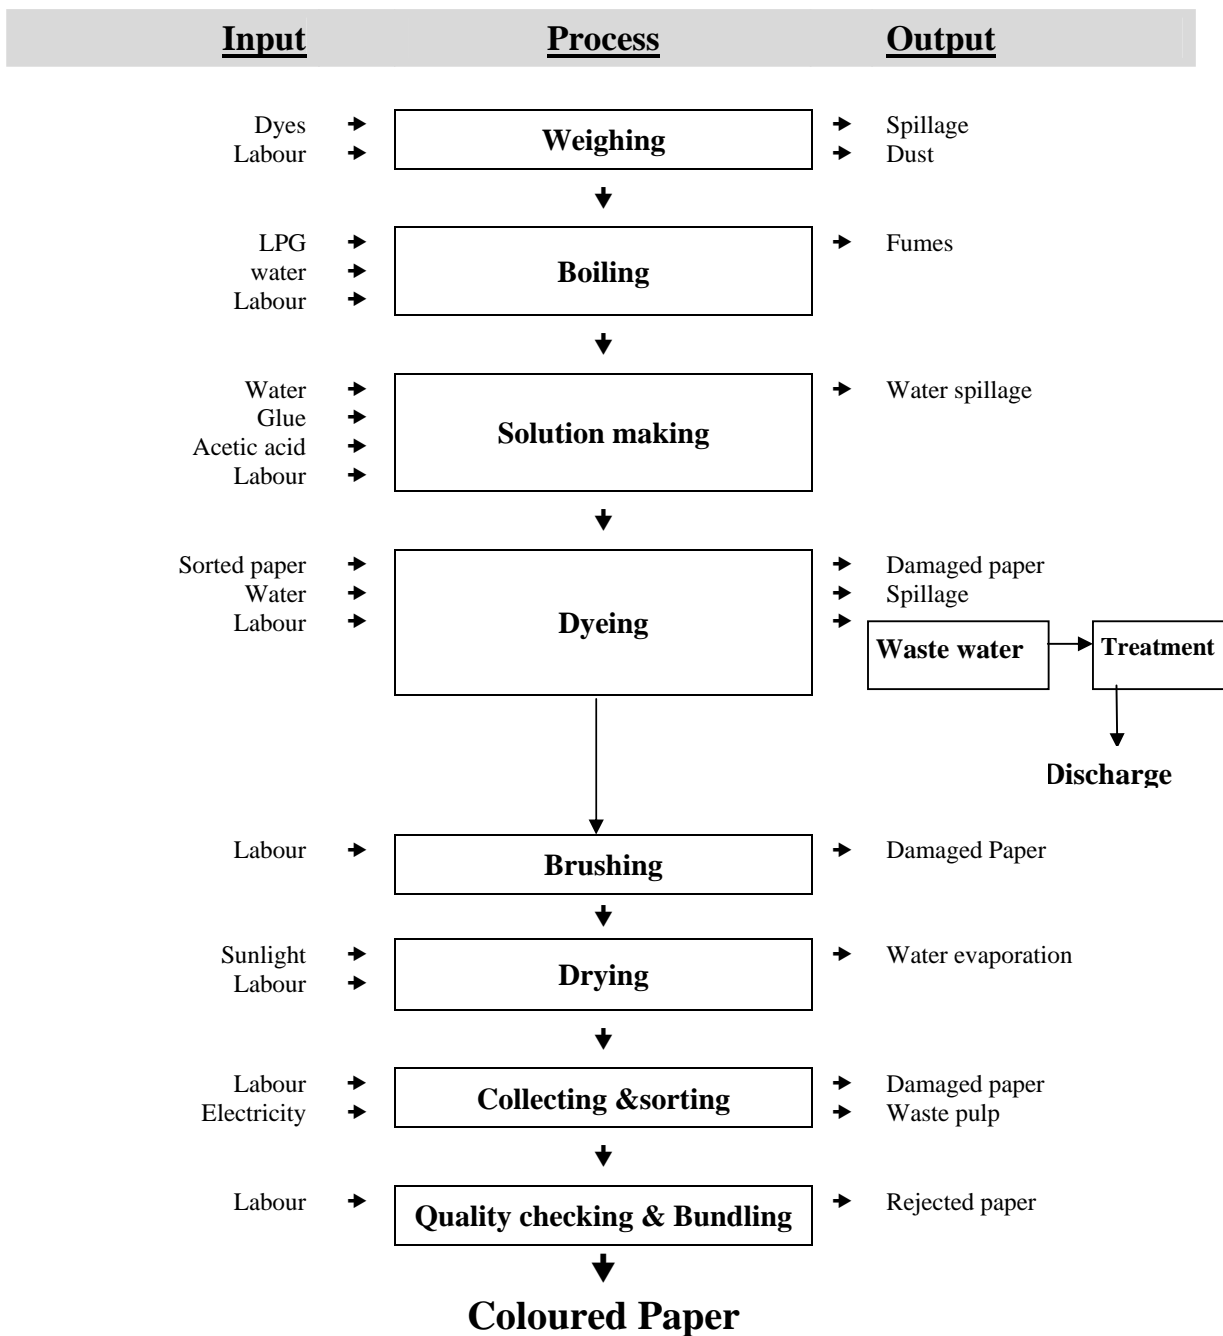 Input Process Output
Dyes Weighing Spillage
Labour Dust
LPG Boiling Fumes
water
Labour
Water Solution making Water spillage
Glue
Acetic acid
Labour
Sorted paper Dyeing Damaged paper
Water Spillage
Labour
Waste water Treatment
Discharge
Labour Brushing Damaged Paper
Sunlight Drying Water evaporation
Labour
Labour Collecting &sorting Damaged paper
Electricity Waste pulp
Labour Quality checking & Bundling Rejected paper
Coloured Paper